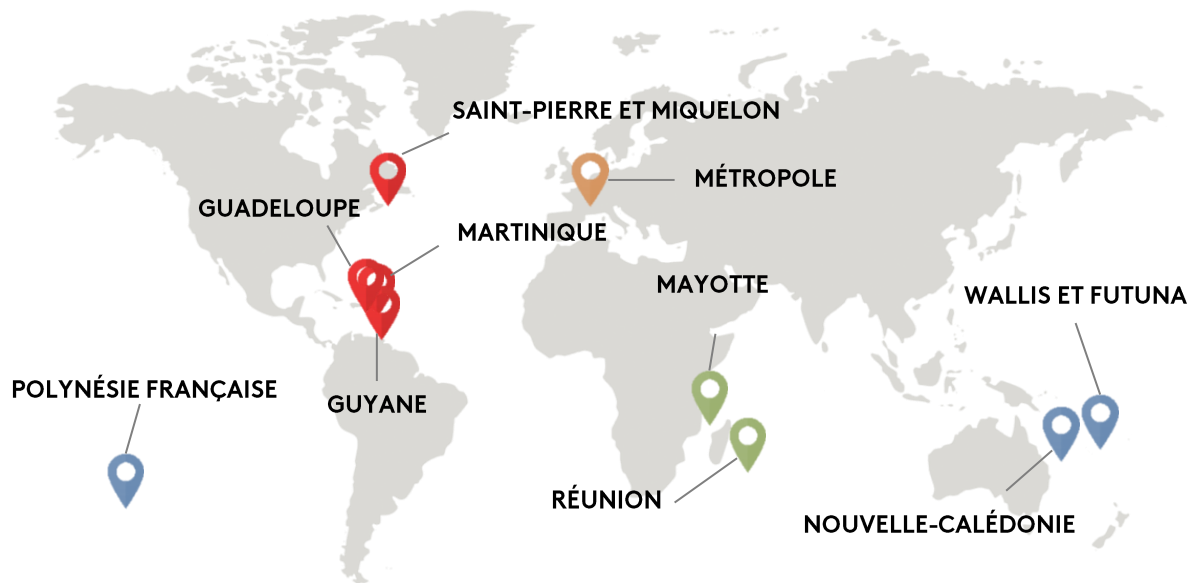 SAINT-PIERRE ET MIQUELON
MÉTROPOLE
GUADELOUPE
MARTINIQUE
MAYOTTE
WALLIS ET FUTUNA
POLYNÉSIE FRANÇAISE
GUYANE
RÉUNION
NOUVELLE-CALÉDONIE